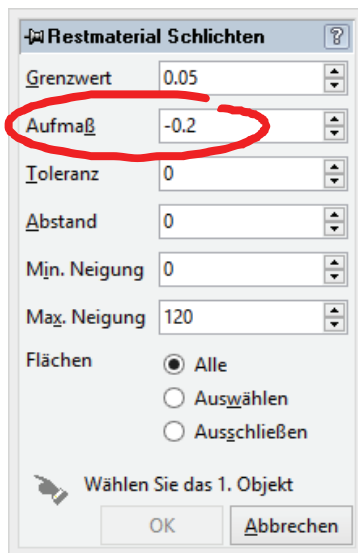 Restmaterial Schlichten ?
Grenzwert 0.05
Aufmaß -0.2
Toleranz 0
Abstand 0
Min. Neigung 0
Max. Neigung 120
Flächen Alle
Auswählen
Ausschließen
Wählen Sie das 1. Objekt
OK Abbrechen